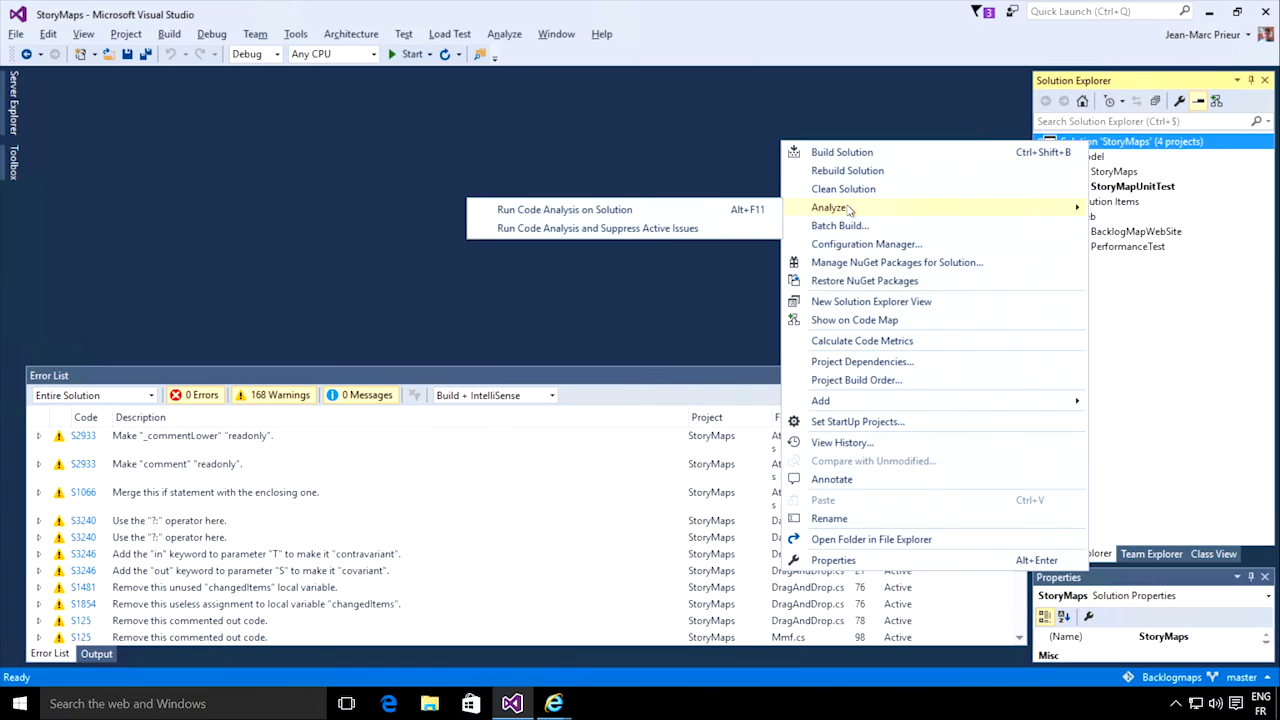 StoryMaps - Microsoft Visual Studio
3
Quick Launch (Ctrl+Q)
File Edit View Project Build Debug Team Tools Architecture Test Load Test Analyze Window Help
Jean-Marc Prieur
Debug Any CPU Start
Server Explorer
Toolbox
Solution Explorer
Search Solution Explorer (Ctrl+$)
Solution 'StoryMaps' (4 projects)
StoryMaps
StoryMapUnitTest
BacklogMapWebSite
PerformanceTest
Build Solution Ctrl+Shift+B
Rebuild Solution
Clean Solution
Analyze
Batch Build...
Configuration Manager...
Manage NuGet Packages for Solution...
Restore NuGet Packages
New Solution Explorer View
Show on Code Map
Calculate Code Metrics
Project Dependencies...
Project Build Order...
Add
Set StartUp Projects...
View History...
Compare with Unmodified...
Annotate
Paste Ctrl+V
Rename
Open Folder in File Explorer
Properties Alt+Enter
Run Code Analysis on Solution Alt+F11
Run Code Analysis and Suppress Active Issues
Error List
Entire Solution 0 Errors 168 Warnings 0 Messages Build + IntelliSense
Code Description Project
S2933 Make "_commentLower" "readonly". StoryMaps
S2933 Make "comment" "readonly". StoryMaps
S1066 Merge this if statement with the enclosing one. StoryMaps
S3240 Use the "?:" operator here. StoryMaps
S3240 Use the "?:" operator here. StoryMaps
S3246 Add the "in" keyword to parameter "T" to make it "contravariant". StoryMaps
S3246 Add the "out" keyword to parameter "S" to make it "covariant". StoryMaps
S1481 Remove this unused "changedItems" local variable. StoryMaps DragAndDrop.cs 76 Active
S1854 Remove this useless assignment to local variable "changedItems". StoryMaps DragAndDrop.cs 76 Active
S125 Remove this commented out code. StoryMaps DragAndDrop.cs 78 Active
S125 Remove this commented out code. StoryMaps Mmf.cs 98 Active
Error List Output
Team Explorer Class View
Properties
StoryMaps Solution Properties
(Name) StoryMaps
Misc
Ready Backlogmaps master
Search the web and Windows
ENG
FR